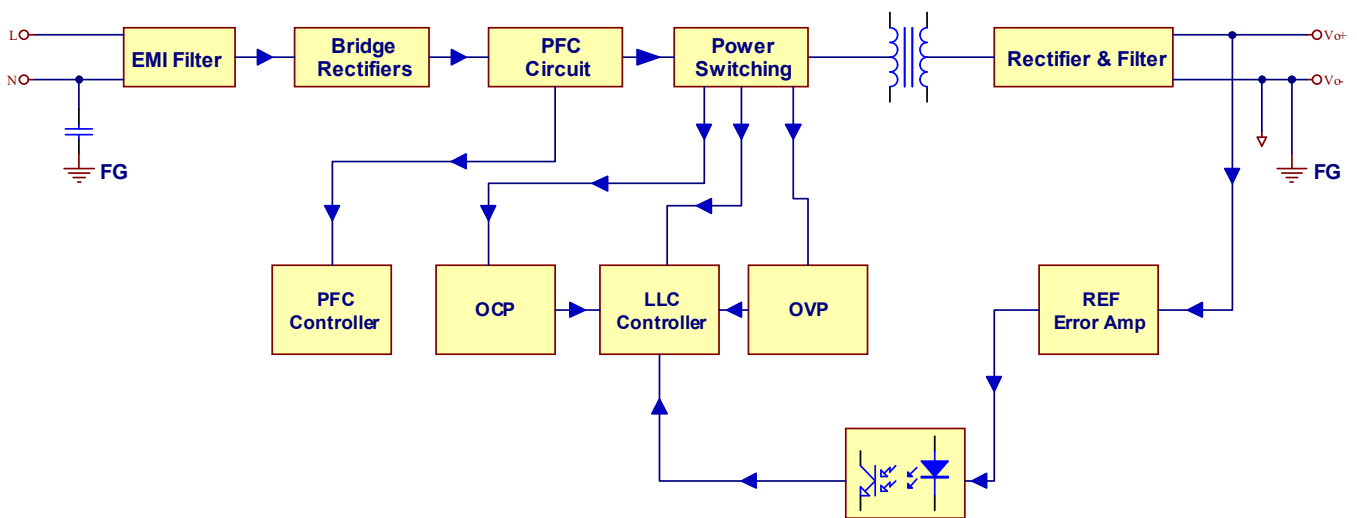 L
EMI Filter
Bridge
Rectifiers
PFC
Circuit
Power
Switching
Rectifier & Filter
Vo+
N
Vo-
FG
FG
PFC
Controller
OCP
LLC
Controller
OVP
REF
Error Amp